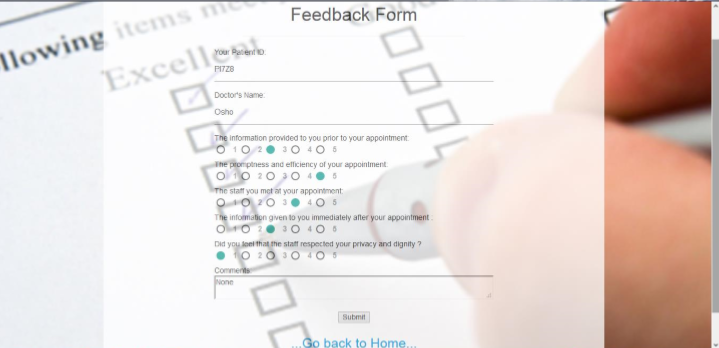 Feedback Form
llowing items me
Good
Excellent
Your Patient ID:
PI7Z8
Doctor's Name:
Osho
The information provided to you prior to your appointment:
1 2 3 4 5
The promptness and efficiency of your appointment:
1 2 3 4 5
The staff you met at your appointment:
1 2 3 4 5
The information given to you immediately after your appointment :
1 2 3 4 5
Did you feel that the staff respected your privacy and dignity ?
1 2 3 4 5
Comments:
None
Submit
...Go back to Home...